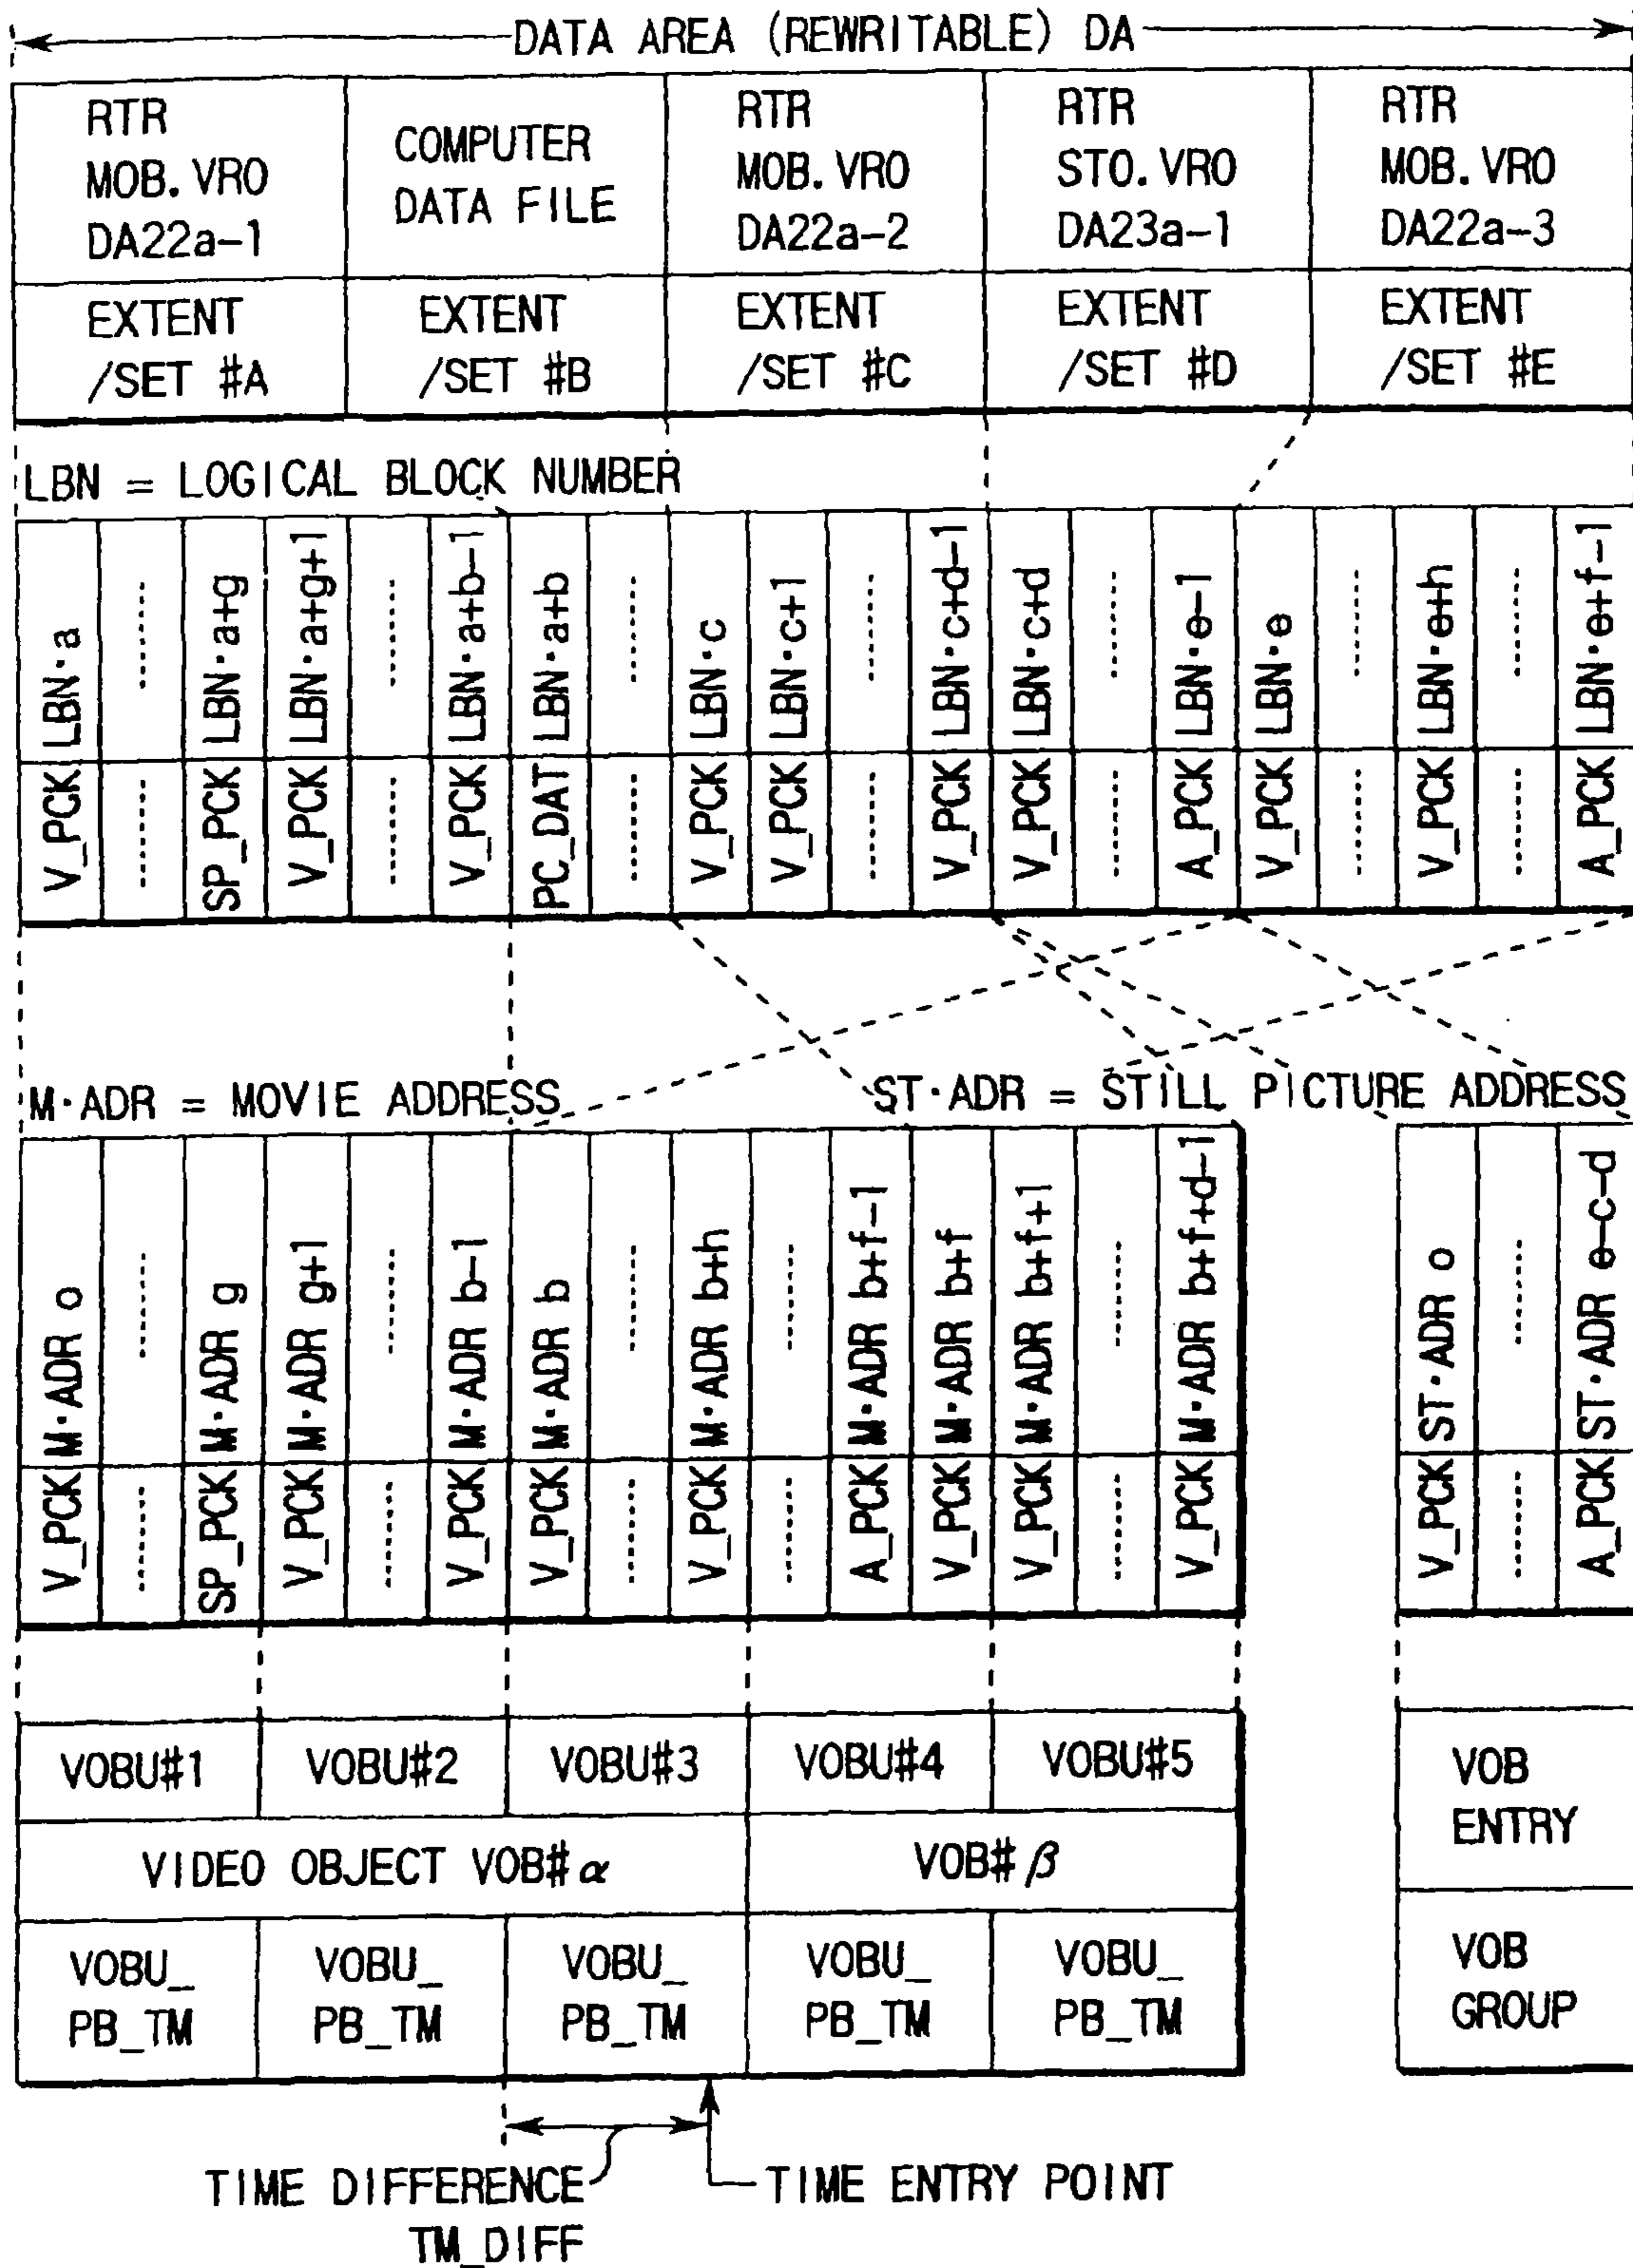 DATA AREA (REWRITABLE) DA
RTR
MOB.VRO
DA22a-1
COMPUTER
DATA FILE
RTR
MOB.VRO
DA22a-2
RTR
STO.VRO
DA23a-1
RTR
MOB.VRO
DA22a-3
EXTENT
/SET #A
EXTENT
/SET #B
EXTENT
/SET #C
EXTENT
/SET #D
EXTENT
/SET #E
LBN = LOGICAL BLOCK NUMBER
V_PCK LBN·a
SP_PCK LBN·a+g
V_PCK LBN·a+g+1
V_PCK LBN·a+b-1
PC_DAT LBN·a+b
V_PCK LBN·c
V_PCK LBN·c+1
V_PCK LBN·c+d-1
V_PCK LBN·c+d
A_PCK LBN·e-1
V_PCK LBN·e
V_PCK LBN·e+h
A_PCK LBN·e+f-1
M·ADR = MOVIE ADDRESS
ST·ADR = STILL PICTURE ADDRESS
V_PCK M·ADR o
SP_PCK M·ADR g
V_PCK M·ADR g+1
V_PCK M·ADR b-1
V_PCK M·ADR b
V_PCK M·ADR b+h
A_PCK M·ADR b+f-1
V_PCK M·ADR b+f
V_PCK M·ADR b+f+1
V_PCK M·ADR b+f+d-1
V_PCK ST·ADR o
A_PCK ST·ADR e-c-d
VOBU#1
VOBU#2
VOBU#3
VOBU#4
VOBU#5
VOB
ENTRY
VIDEO OBJECT VOB#α
VOB#β
VOBU_
PB_TM
VOBU_
PB_TM
VOBU_
PB_TM
VOBU_
PB_TM
VOBU_
PB_TM
VOB
GROUP
TIME DIFFERENCE
TM_DIFF
TIME ENTRY POINT